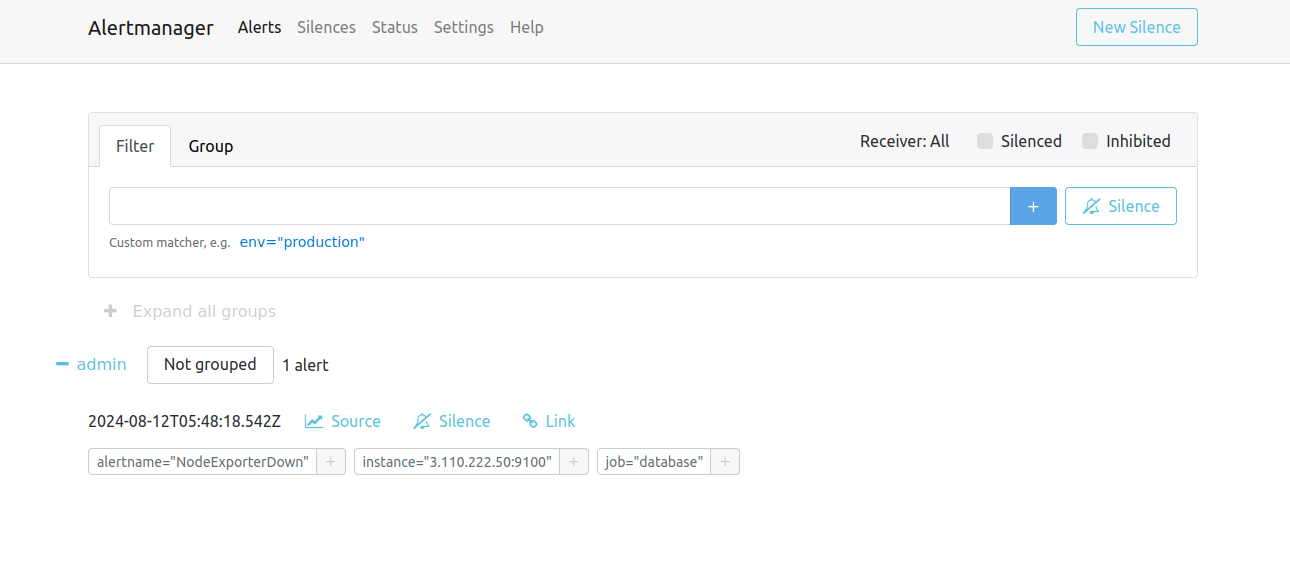 Alertmanager Alerts Silences Status Settings Help New Silence
Filter Group Receiver: All Silenced Inhibited
+ Silence
Custom matcher, e.g. env="production"
+ Expand all groups
admin Not grouped 1 alert
2024-08-12T05:48:18.542Z Source Silence Link
alertname="NodeExporterDown" + instance="3.110.222.50:9100" + job="database" +